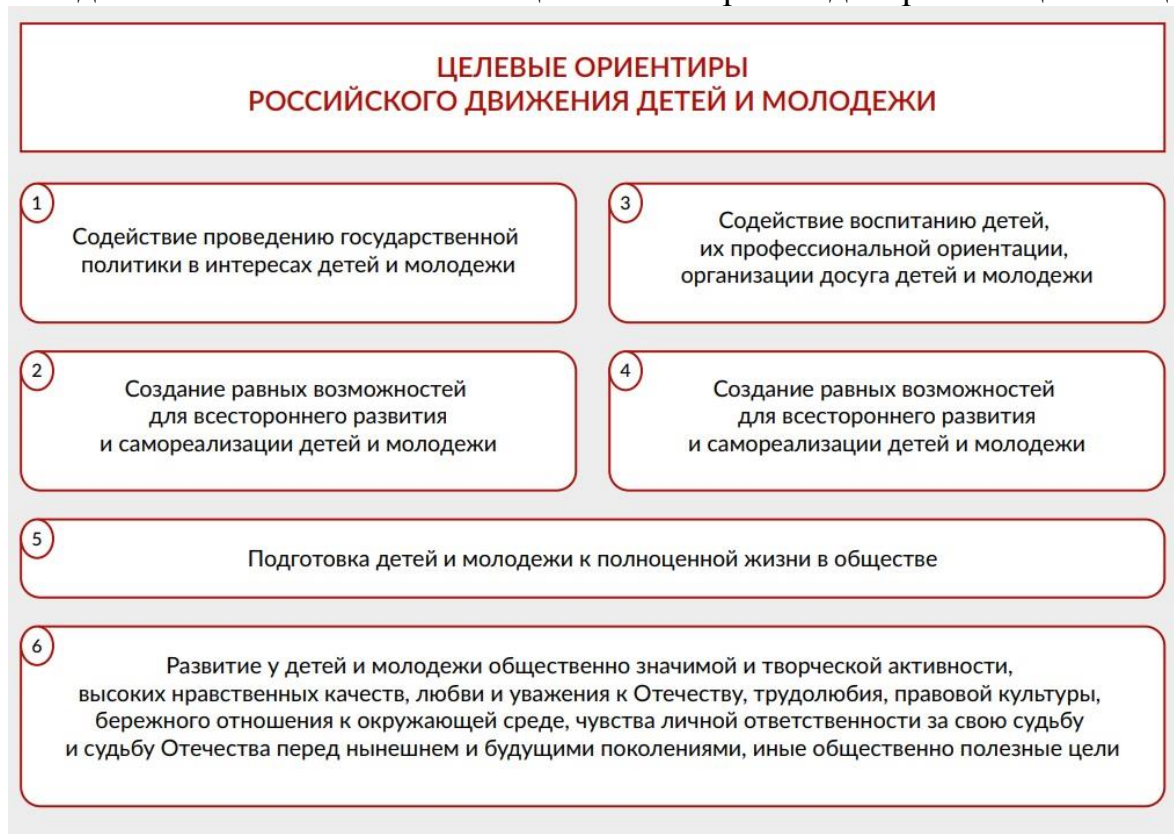 ЦЕЛЕВЫЕ ОРИЕНТИРЫ
РОССИЙСКОГО ДВИЖЕНИЯ ДЕТЕЙ И МОЛОДЕЖИ
1
Содействие проведению государственной
политики в интересах детей и молодежи
2
Создание равных возможностей
для всестороннего развития
и самореализации детей и молодежи
3
Содействие воспитанию детей,
их профессиональной ориентации,
организации досуга детей и молодежи
4
Создание равных возможностей
для всестороннего развития
и самореализации детей и молодежи
5
Подготовка детей и молодежи к полноценной жизни в обществе
6
Развитие у детей и молодежи общественно значимой и творческой активности,
высоких нравственных качеств, любви и уважения к Отечеству, трудолюбия, правовой культуры,
бережного отношения к окружающей среде, чувства личной ответственности за свою судьбу
и судьбу Отечества перед нынешнем и будущими поколениями, иные общественно полезные цели